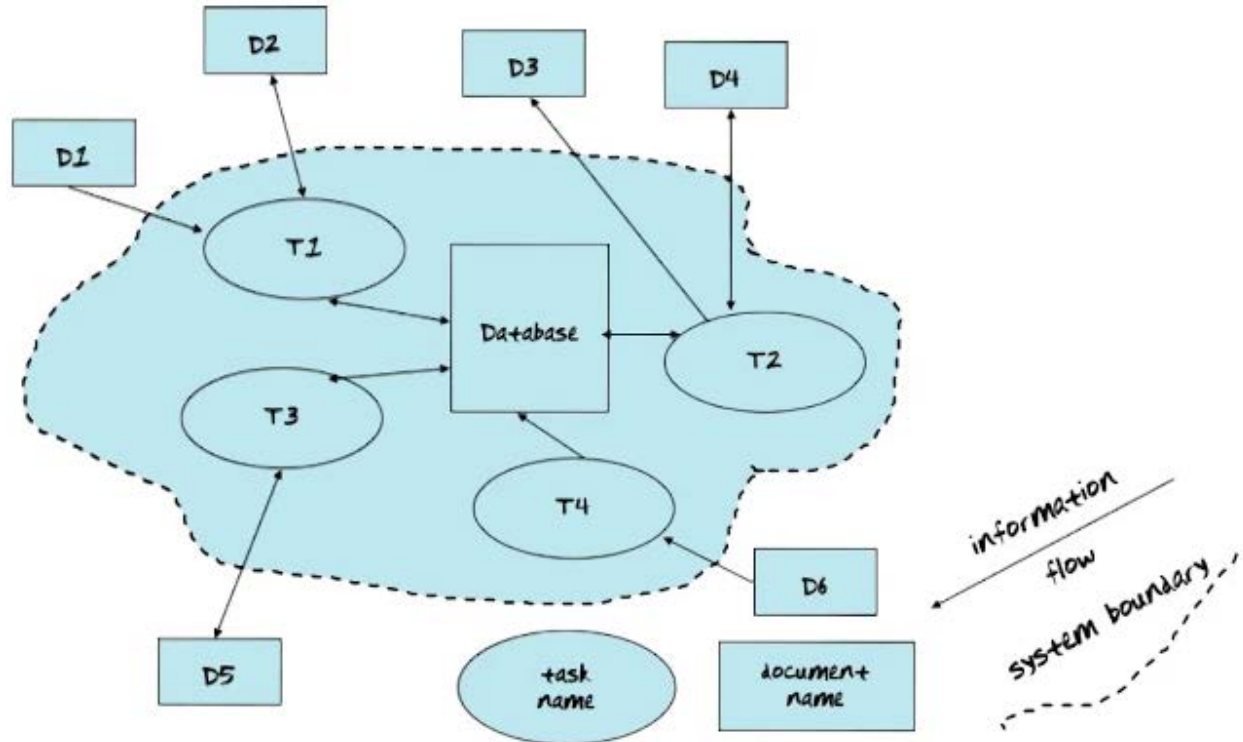 D2
D3
D4
D1
T1
Database
T2
T3
T4
D6
D5
task
name
document
name
information
flow
system boundary